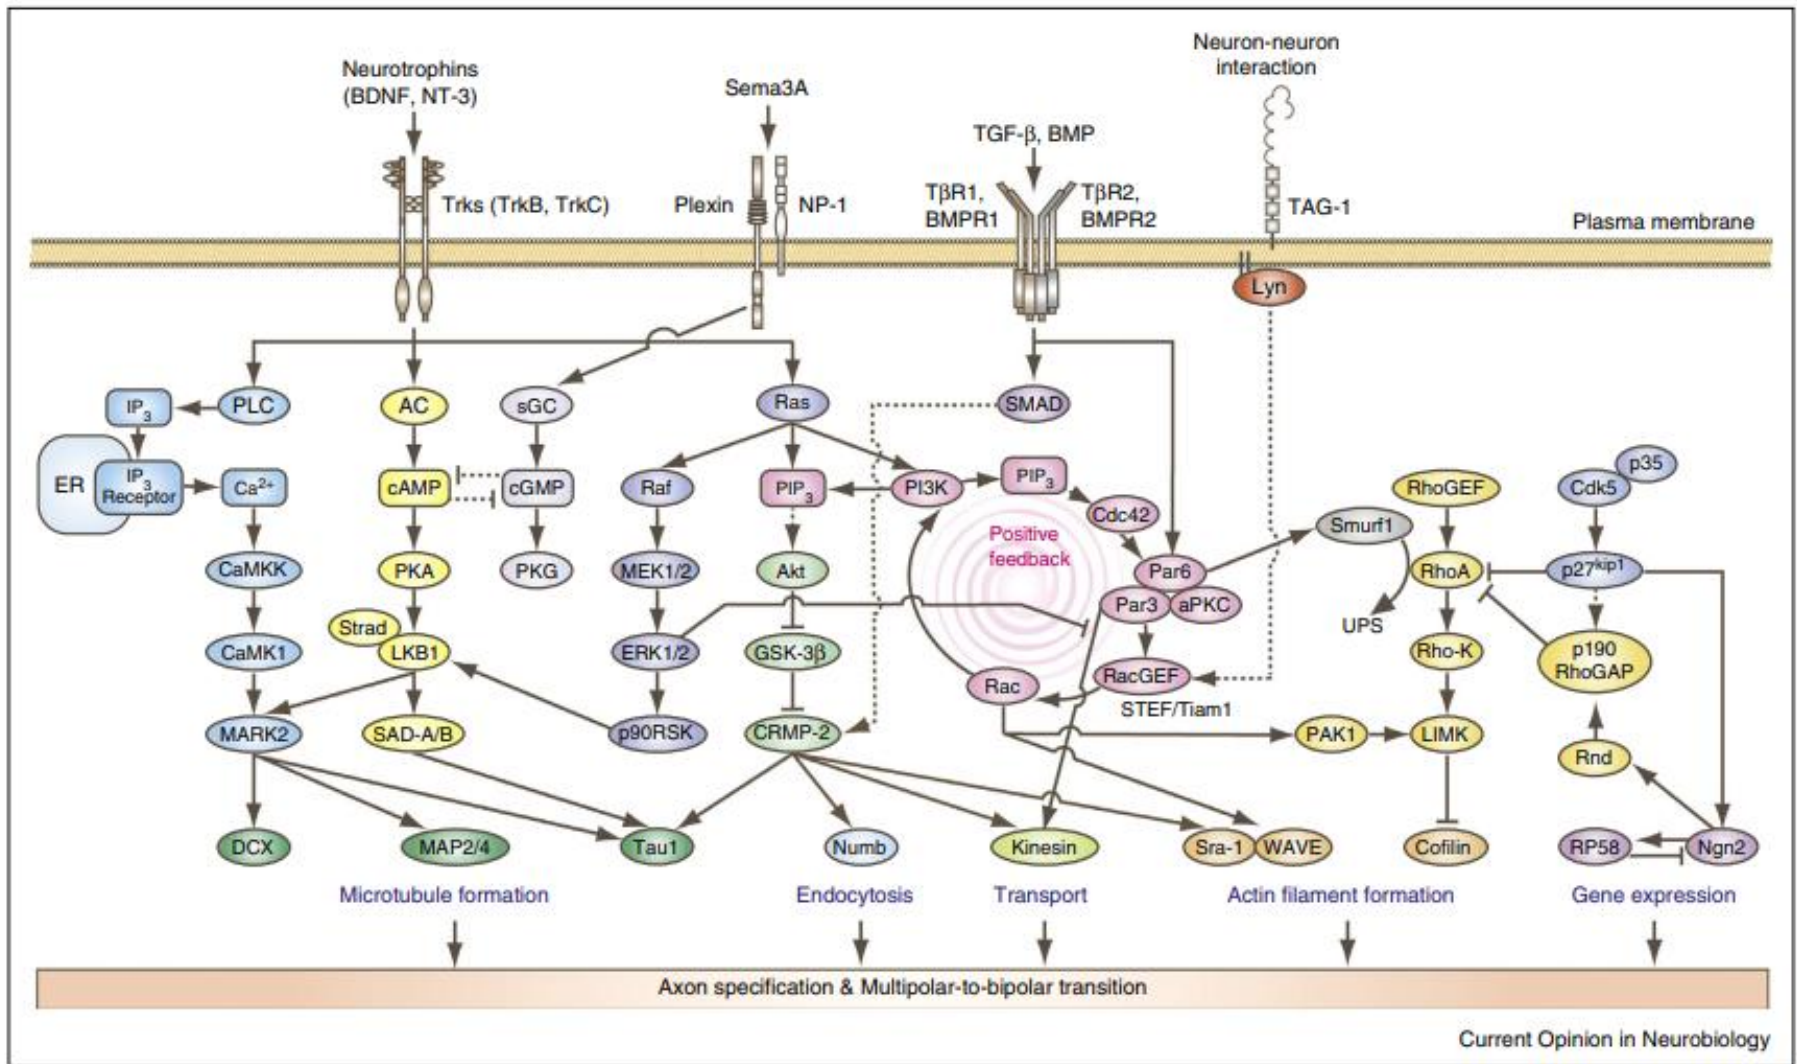 Neuron-neuron
interaction
Neurotrophins
(BDNF, NT-3)
Sema3A
TGF-β, BMP
Trks (TrkB, TrkC)
Plexin
NP-1
TβR1,
BMPR1
TβR2,
BMPR2
TAG-1
Plasma membrane
Lyn
IP3
PLC
AC
sGC
Ras
SMAD
ER
IP3
Receptor
Ca2+
cAMP
cGMP
Raf
PIP3
PI3K
PIP3
Cdc42
Smurf1
RhoGEF
Cdk5
p35
Positive
feedback
CaMKK
PKA
PKG
MEK1/2
Akt
Par6
RhoA
p27kip1
Par3
aPKC
UPS
Strad
CaMK1
LKB1
ERK1/2
GSK-3β
Rac
RacGEF
STEF/Tiam1
Rho-K
p190
RhoGAP
MARK2
SAD-A/B
p90RSK
CRMP-2
PAK1
LIMK
Rnd
DCX
MAP2/4
Tau1
Numb
Kinesin
Sra-1
WAVE
Cofilin
RP58
Ngn2
Microtubule formation
Endocytosis
Transport
Actin filament formation
Gene expression
Axon specification & Multipolar-to-bipolar transition
Current Opinion in Neurobiology